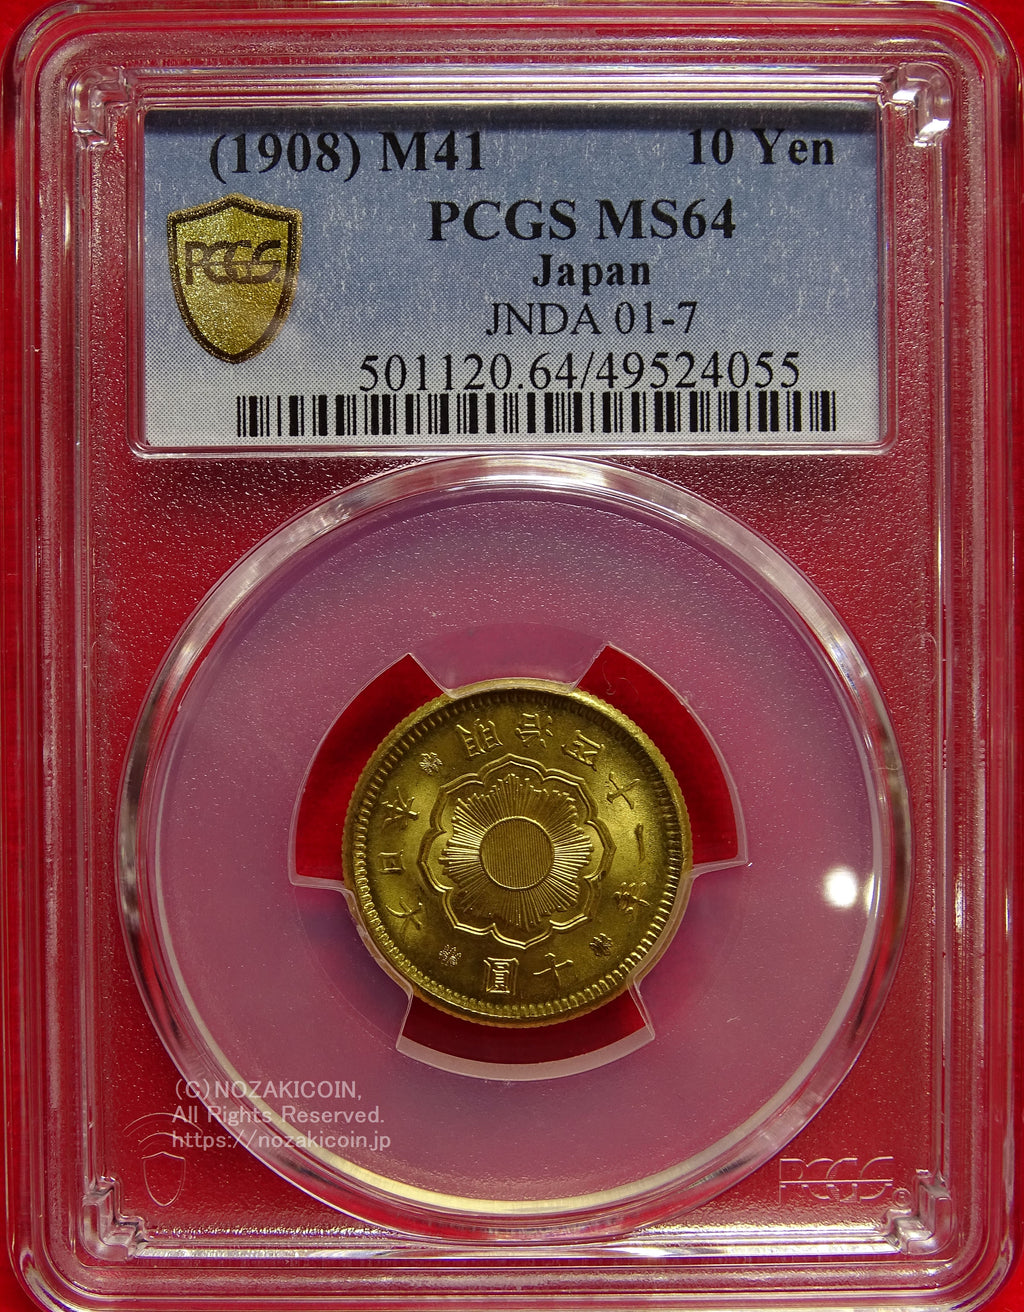 (1908) M41 10 Yen
PCGS MS64
PCGS
Japan
JNDA 01-7
501120.64/49524055
明治四十一年
大日本
十圓
(C)NOZAKICOIN,
All Rights Reserved.
https://nozakicoin.jp
PCGS